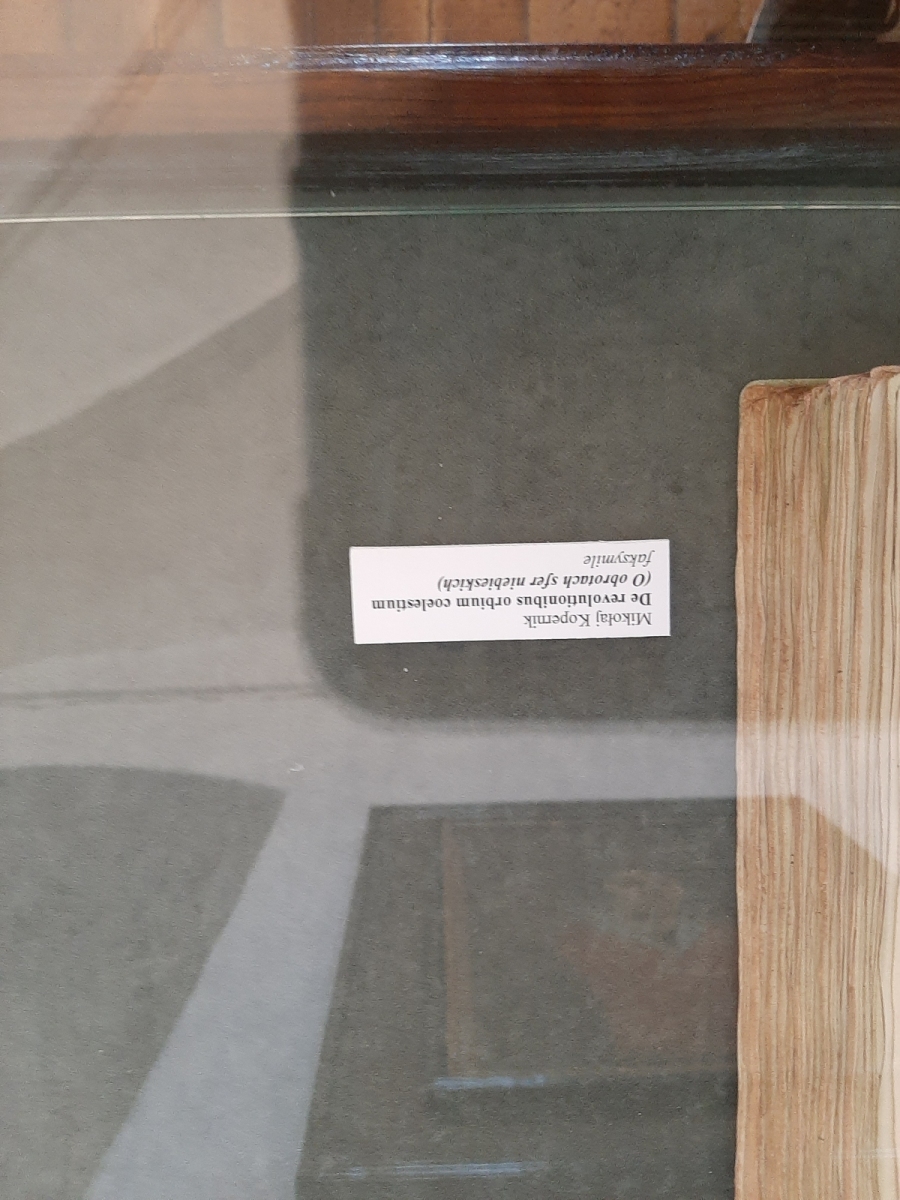 Mikołaj Kopernik
De revolutionibus orbium coelestium
(O obrotach sfer niebieskich)
faksymile